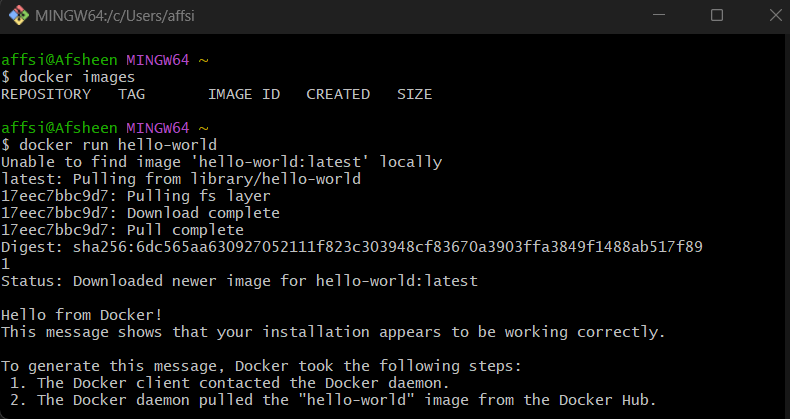 MINGW64:/c/Users/affsi
affsi@Afsheen MINGW64 ~
$ docker images
REPOSITORY   TAG       IMAGE ID   CREATED   SIZE
affsi@Afsheen MINGW64 ~
$ docker run hello-world
Unable to find image 'hello-world:latest' locally
latest: Pulling from library/hello-world
17eec7bbc9d7: Pulling fs layer
17eec7bbc9d7: Download complete
17eec7bbc9d7: Pull complete
Digest: sha256:6dc565aa630927052111f823c303948cf83670a3903ffa3849f1488ab517f89
1
Status: Downloaded newer image for hello-world:latest
Hello from Docker!
This message shows that your installation appears to be working correctly.
To generate this message, Docker took the following steps:
 1. The Docker client contacted the Docker daemon.
 2. The Docker daemon pulled the "hello-world" image from the Docker Hub.